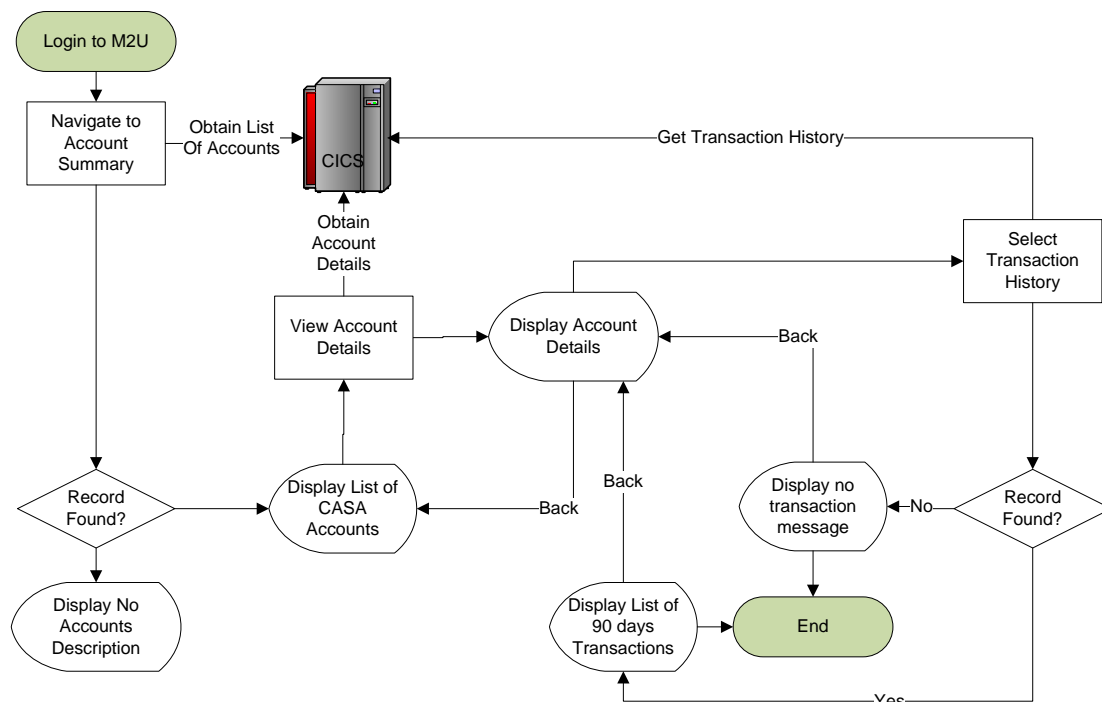 Login to M2U
Navigate to
Account
Summary
Obtain List
Of Accounts
CICS
Get Transaction History
Obtain
Account
Details
Select
Transaction
History
View Account
Details
Display Account
Details
Back
Record
Found?
Display List of
CASA
Accounts
Back
Back
Display no
transaction
message
No
Record
Found?
Display No
Accounts
Description
Display List of
90 days
Transactions
End
Yes